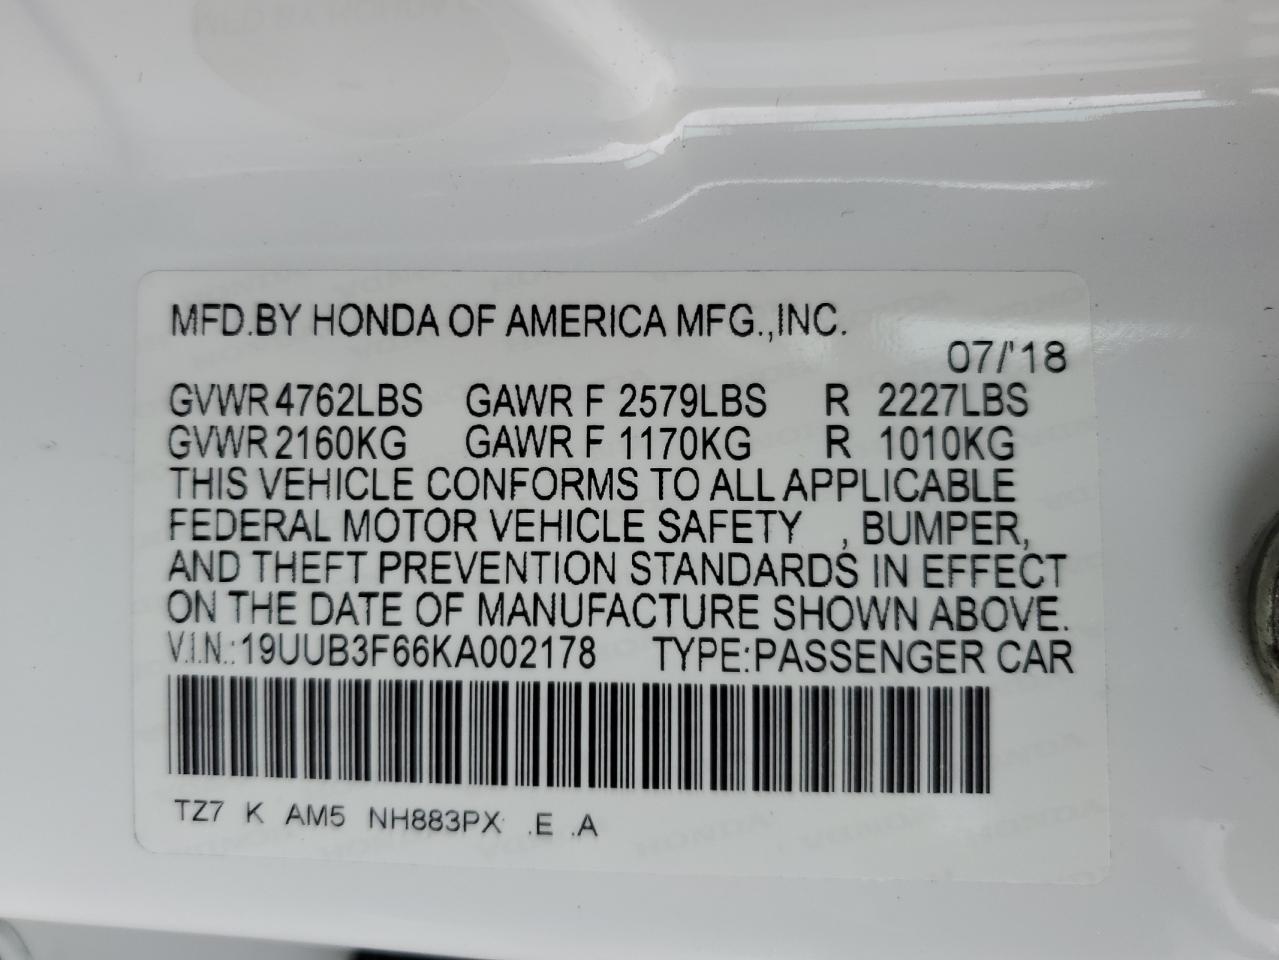 MFD.BY HONDA OF AMERICA MFG.,INC.
07/'18
GVWR 4762LBS GAWR F 2579LBS R 2227LBS
GVWR 2160KG GAWR F 1170KG R 1010KG
THIS VEHICLE CONFORMS TO ALL APPLICABLE
FEDERAL MOTOR VEHICLE SAFETY , BUMPER,
AND THEFT PREVENTION STANDARDS IN EFFECT
ON THE DATE OF MANUFACTURE SHOWN ABOVE.
V.I.N.:19UUB3F66KA002178 TYPE:PASSENGER CAR
TZ7 K AM5 NH883PX .E .A